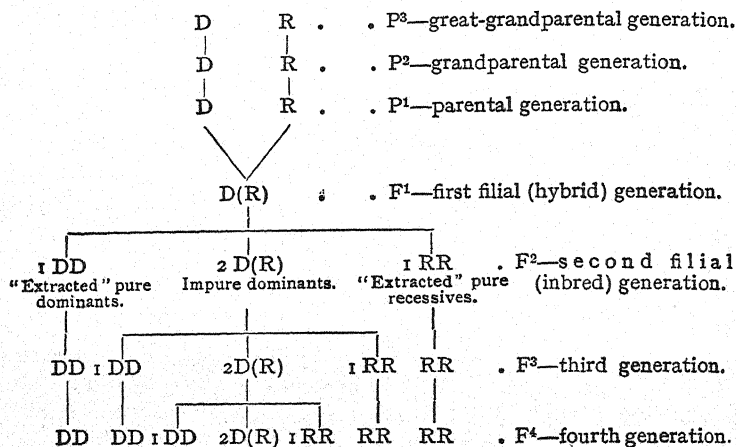 D R . . P³—great-grandparental generation.
D R . . P²—grandparental generation.
D R . . P¹—parental generation.
D(R) . . F¹—first filial (hybrid) generation.
1 DD 2 D(R) 1 RR . F²—second filial
"Extracted" pure Impure dominants. "Extracted" pure (inbred) generation.
dominants. recessives.
DD 1 DD 2D(R) 1 RR RR . F³—third generation.
DD DD 1 DD 2D(R) 1 RR RR RR . F⁴—fourth generation.